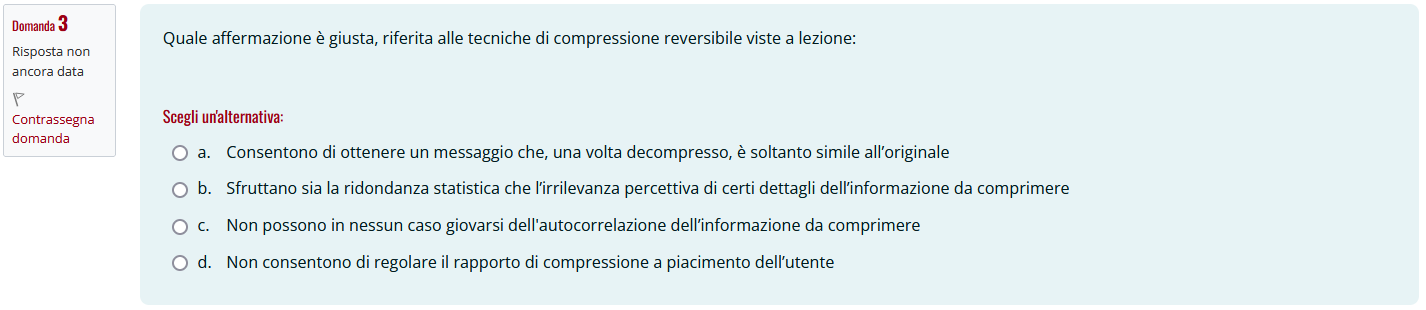 Domanda 3
Risposta non
ancora data
Contrassegna
domanda
Quale affermazione è giusta, riferita alle tecniche di compressione reversibile viste a lezione:
Scegli un'alternativa:
a. Consentono di ottenere un messaggio che, una volta decompresso, è soltanto simile all’originale
b. Sfruttano sia la ridondanza statistica che l’irrilevanza percettiva di certi dettagli dell’informazione da comprimere
c. Non possono in nessun caso giovarsi dell'autocorrelazione dell’informazione da comprimere
d. Non consentono di regolare il rapporto di compressione a piacimento dell’utente